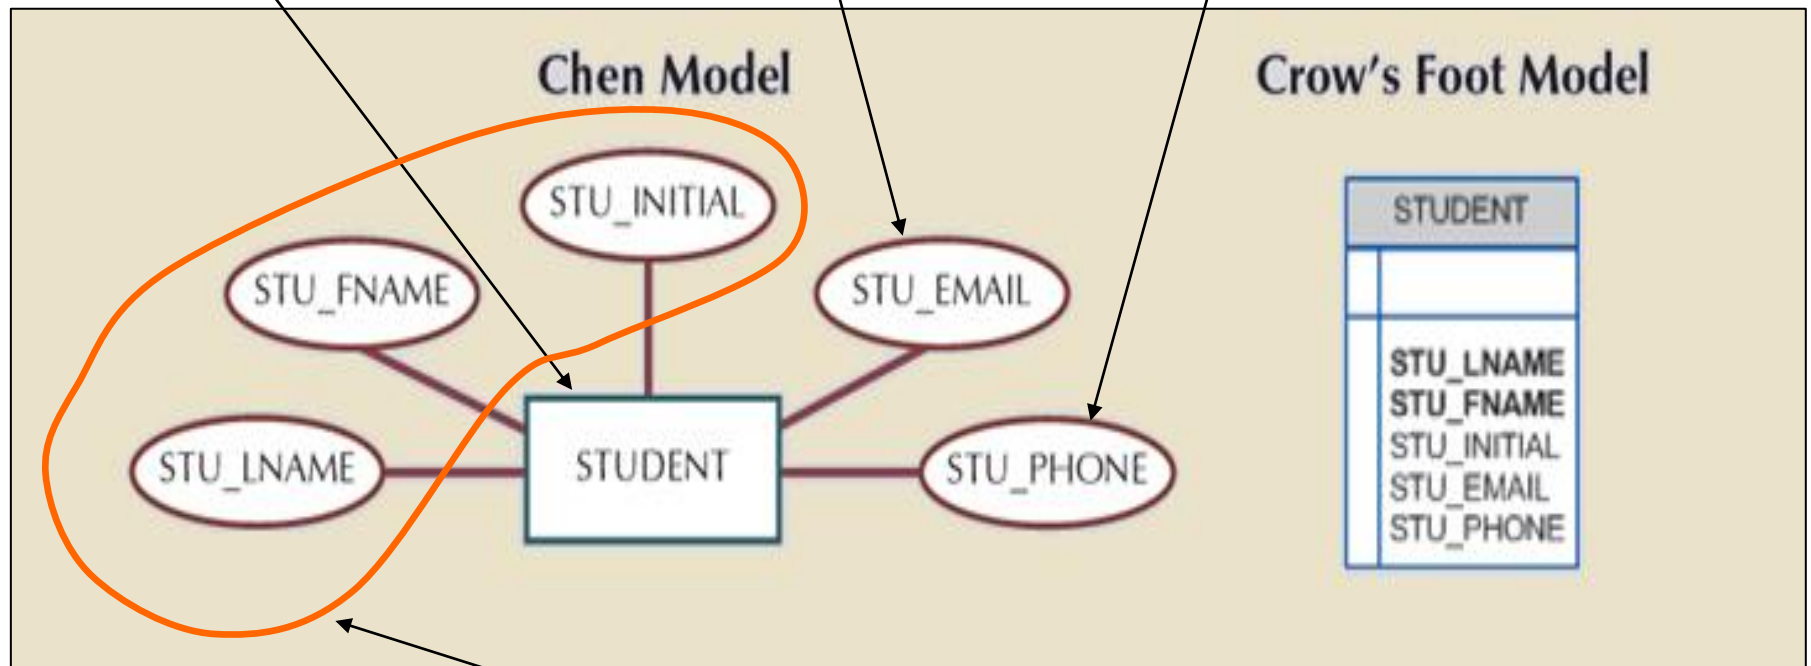 Chen Model
Crow's Foot Model
STU_INITIAL
STU_FNAME
STU_EMAIL
STU_LNAME
STUDENT
STU_PHONE
STUDENT
STU_LNAME
STU_FNAME
STU_INITIAL
STU_EMAIL
STU_PHONE